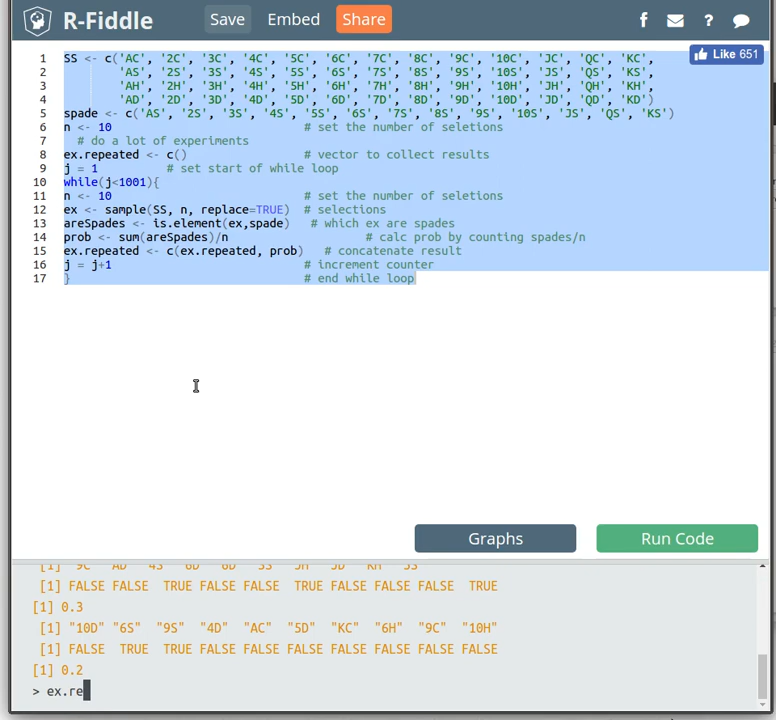 R-Fiddle Save Embed Share f ?
Like 651
1 SS <- c('AC', '2C', '3C', '4C', '5C', '6C', '7C', '8C', '9C', '10C', 'JC', 'QC', 'KC',
2 'AS', '2S', '3S', '4S', '5S', '6S', '7S', '8S', '9S', '10S', 'JS', 'QS', 'KS',
3 'AH', '2H', '3H', '4H', '5H', '6H', '7H', '8H', '9H', '10H', 'JH', 'QH', 'KH',
4 'AD', '2D', '3D', '4D', '5D', '6D', '7D', '8D', '9D', '10D', 'JD', 'QD', 'KD')
5 spade <- c('AS', '2S', '3S', '4S', '5S', '6S', '7S', '8S', '9S', '10S', 'JS', 'QS', 'KS')
6 n <- 10 # set the number of seletions
7 # do a lot of experiments
8 ex.repeated <- c() # vector to collect results
9 j = 1 # set start of while loop
10 while(j<1001){
11 n <- 10 # set the number of seletions
12 ex <- sample(SS, n, replace=TRUE) # selections
13 areSpades <- is.element(ex,spade) # which ex are spades
14 prob <- sum(areSpades)/n # calc prob by counting spades/n
15 ex.repeated <- c(ex.repeated, prob) # concatenate result
16 j = j+1 # increment counter
17 } # end while loop
Graphs Run Code
[1] FALSE FALSE TRUE FALSE FALSE TRUE FALSE FALSE FALSE TRUE
[1] 0.3
[1] "10D" "6S" "9S" "4D" "AC" "5D" "KC" "6H" "9C" "10H"
[1] FALSE TRUE TRUE FALSE FALSE FALSE FALSE FALSE FALSE FALSE
[1] 0.2
> ex.re